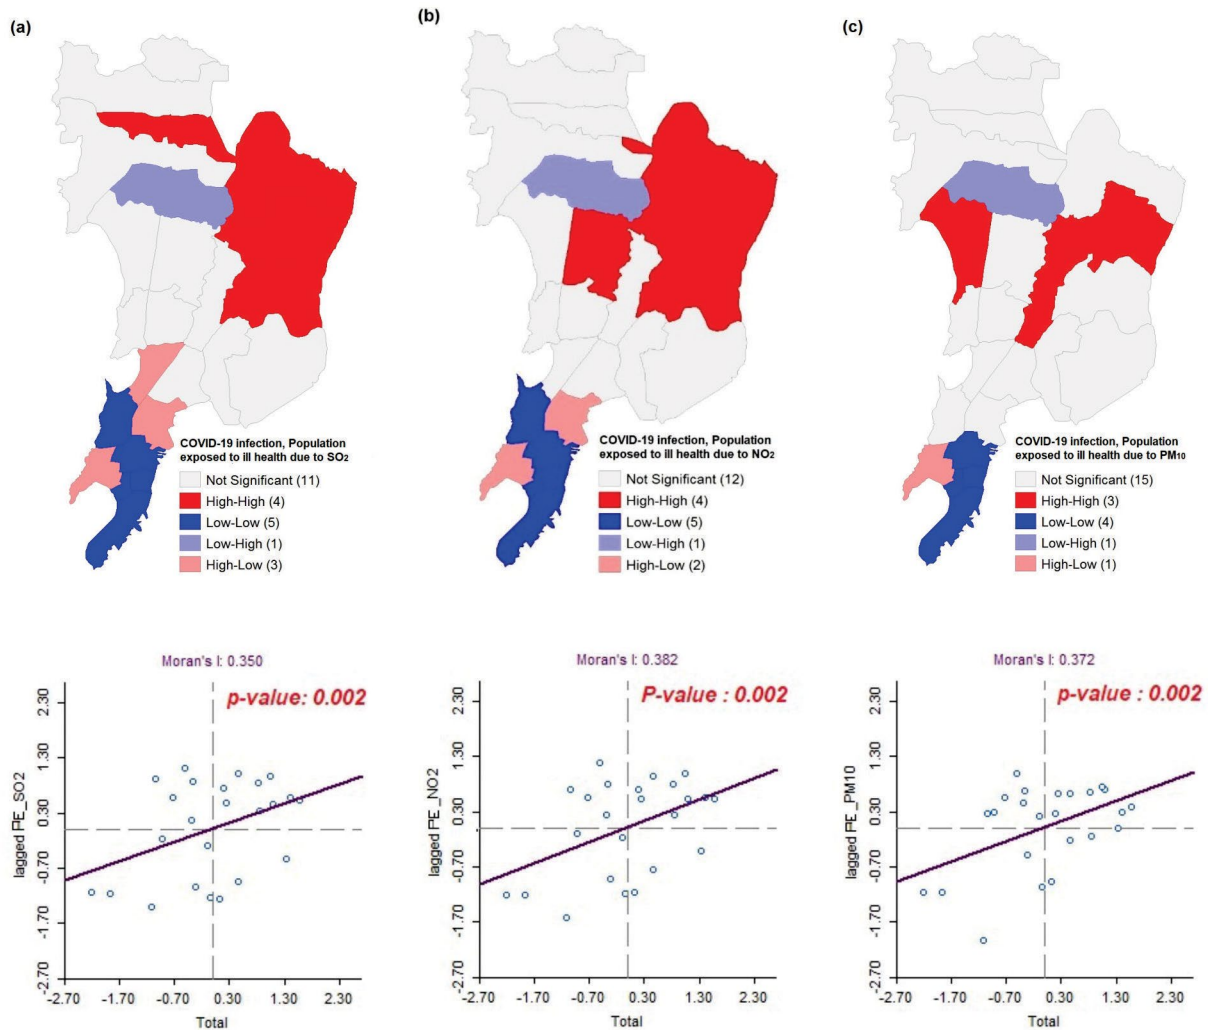 (a)
(b)
(c)
COVID-19 infection, Population
exposed to ill health due to SO2
Not Significant (11)
High-High (4)
Low-Low (5)
Low-High (1)
High-Low (3)
COVID-19 infection, Population
exposed to ill health due to NO2
Not Significant (12)
High-High (4)
Low-Low (5)
Low-High (1)
High-Low (2)
COVID-19 infection, Population
exposed to ill health due to PM10
Not Significant (15)
High-High (3)
Low-Low (4)
Low-High (1)
High-Low (1)
Moran's I: 0.350
p-value: 0.002
lagged PE_SO2
2.30
1.30
0.30
-0.70
-1.70
-2.70
-2.70 -1.70 -0.70 0.30 1.30 2.30
Total
Moran's I: 0.382
P-value : 0.002
lagged PE_NO2
2.30
1.30
0.30
-0.70
-1.70
-2.70
-2.70 -1.70 -0.70 0.30 1.30 2.30
Total
Moran's I: 0.372
p-value : 0.002
lagged PE_PM10
2.30
1.30
0.30
-0.70
-1.70
-2.70
-2.70 -1.70 -0.70 0.30 1.30 2.30
Total